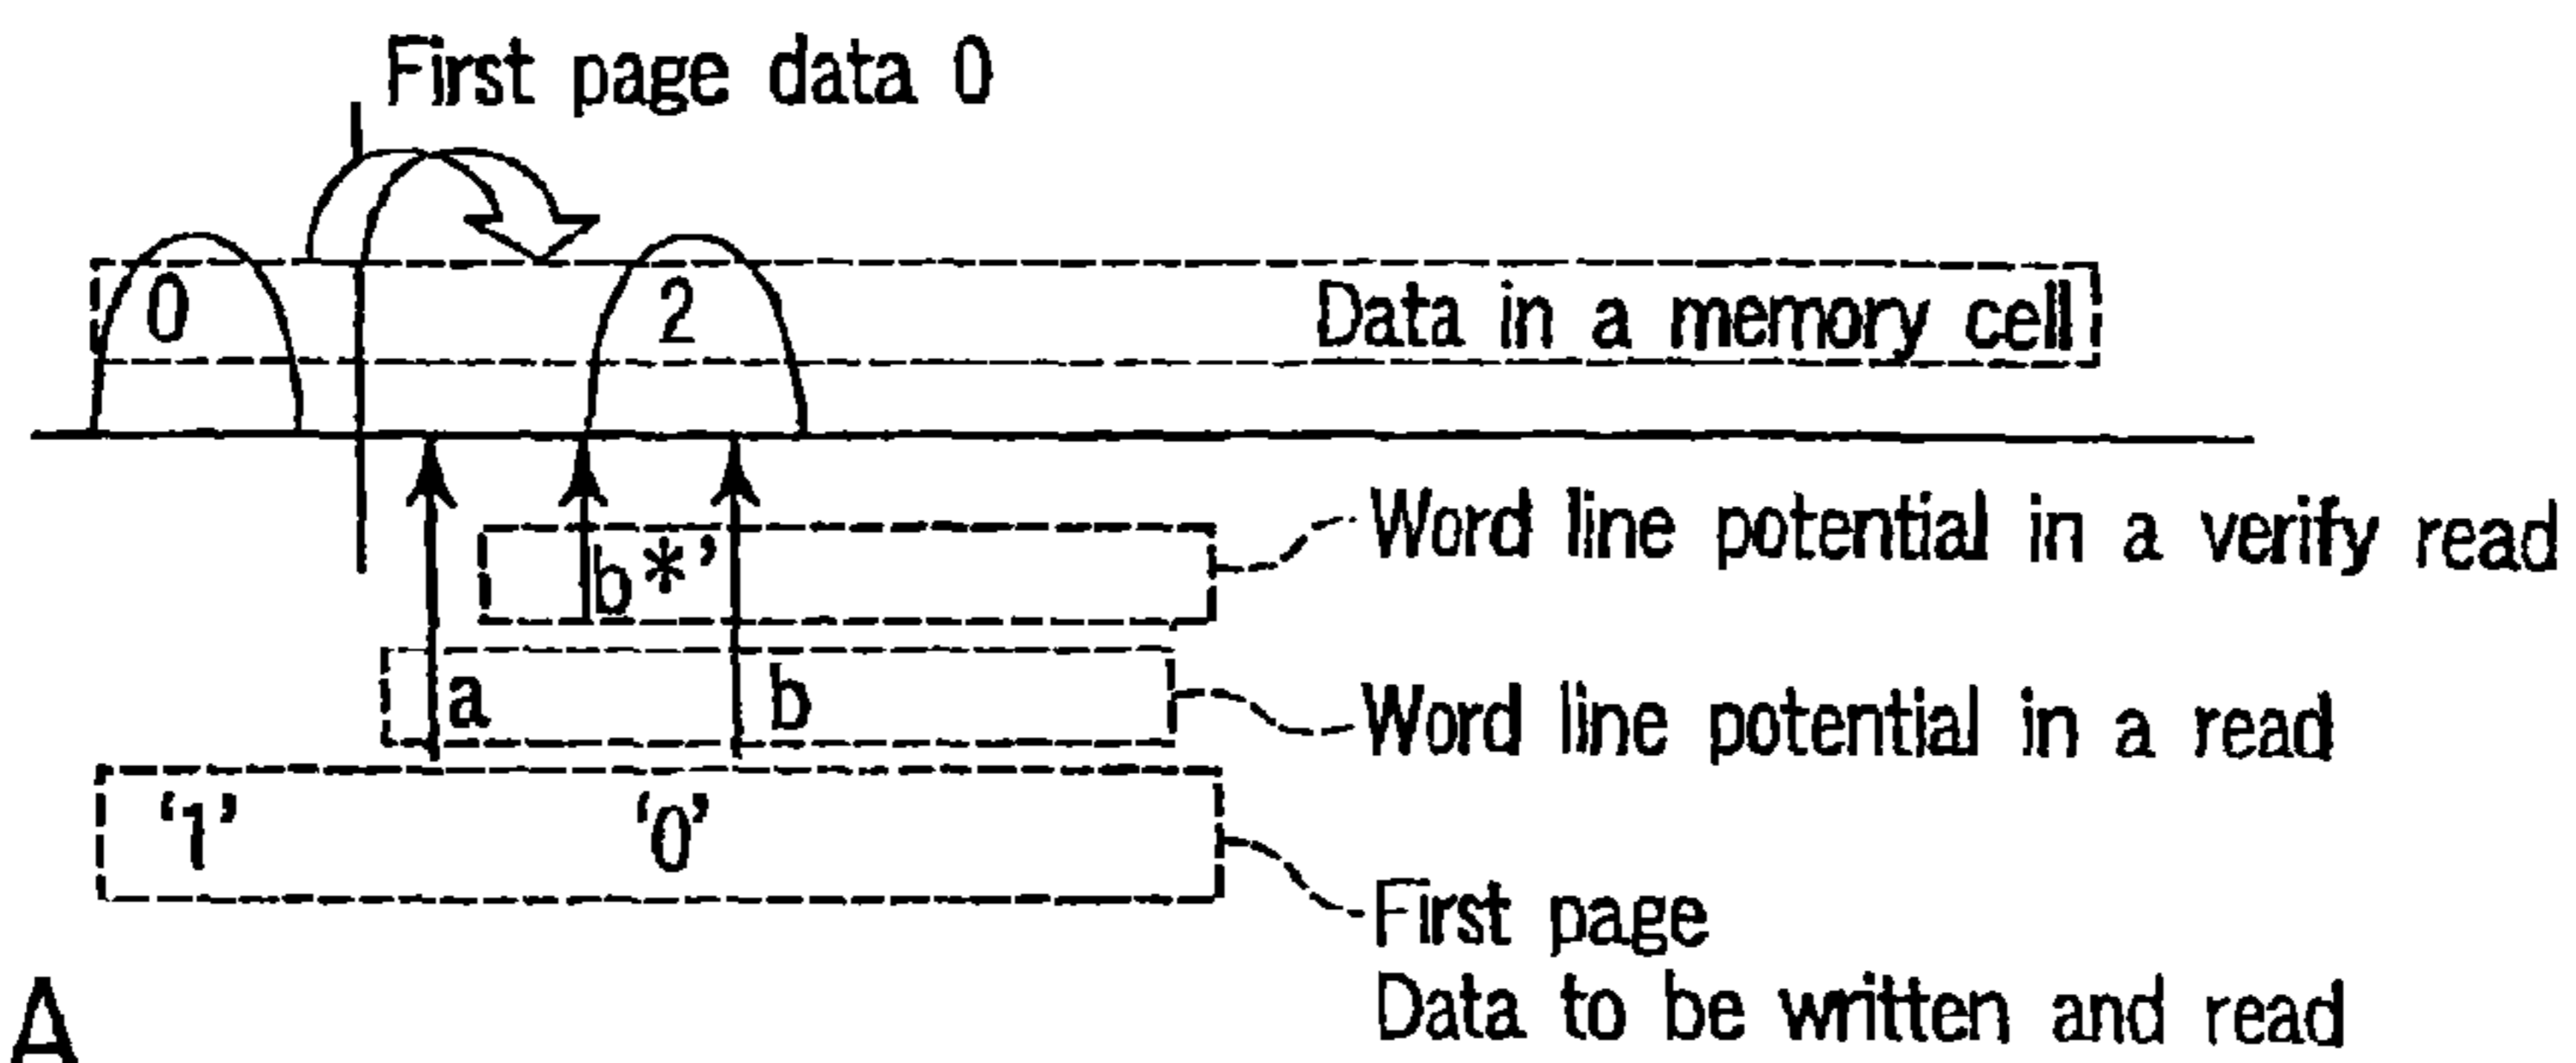 First page data 0
0 2 Data in a memory cell
b*’ Word line potential in a verify read
a b Word line potential in a read
‘1’ ‘0’
First page
Data to be written and read
A